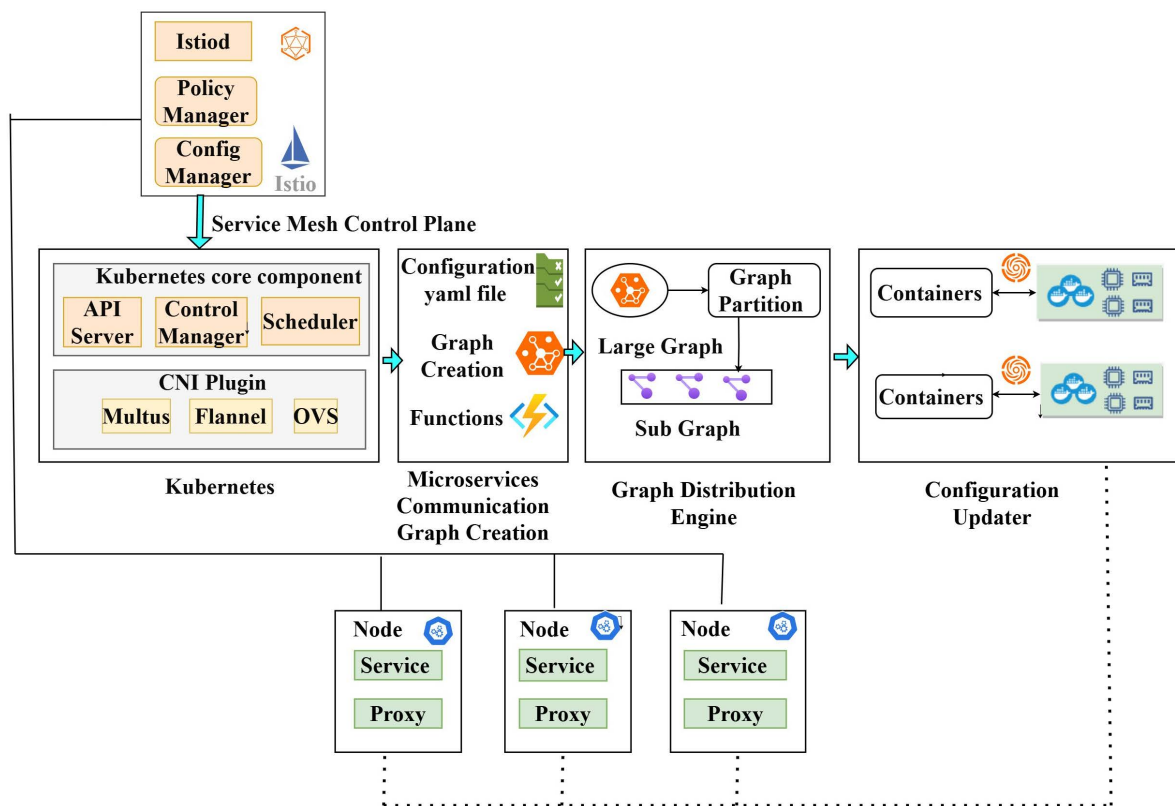 Istiod
Policy
Manager
Config
Manager
Istio
Service Mesh Control Plane
Kubernetes core component
API
Server
Control
Manager
Scheduler
CNI Plugin
Multus
Flannel
OVS
Kubernetes
Configuration
yaml file
Graph
Creation
Functions
Microservices
Communication
Graph Creation
Graph
Partition
Large Graph
Sub Graph
Graph Distribution
Engine
Containers
Containers
Configuration
Updater
Node
Service
Proxy
Node
Service
Proxy
Node
Service
Proxy